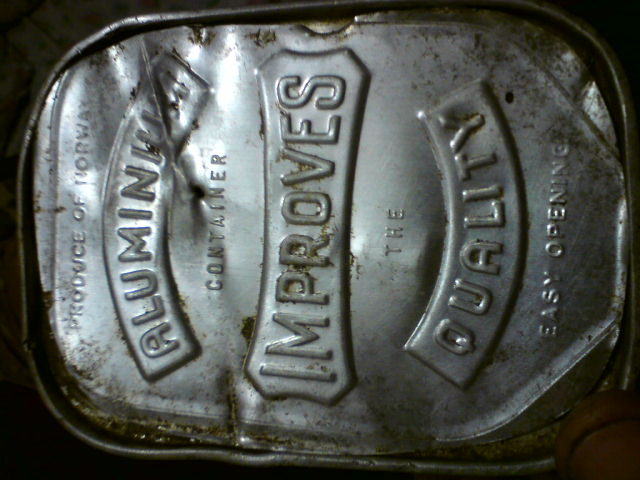 PRODUCE OF NORWAY
ALUMINIUM
CONTAINER
IMPROVES
THE
QUALITY
EASY OPENING